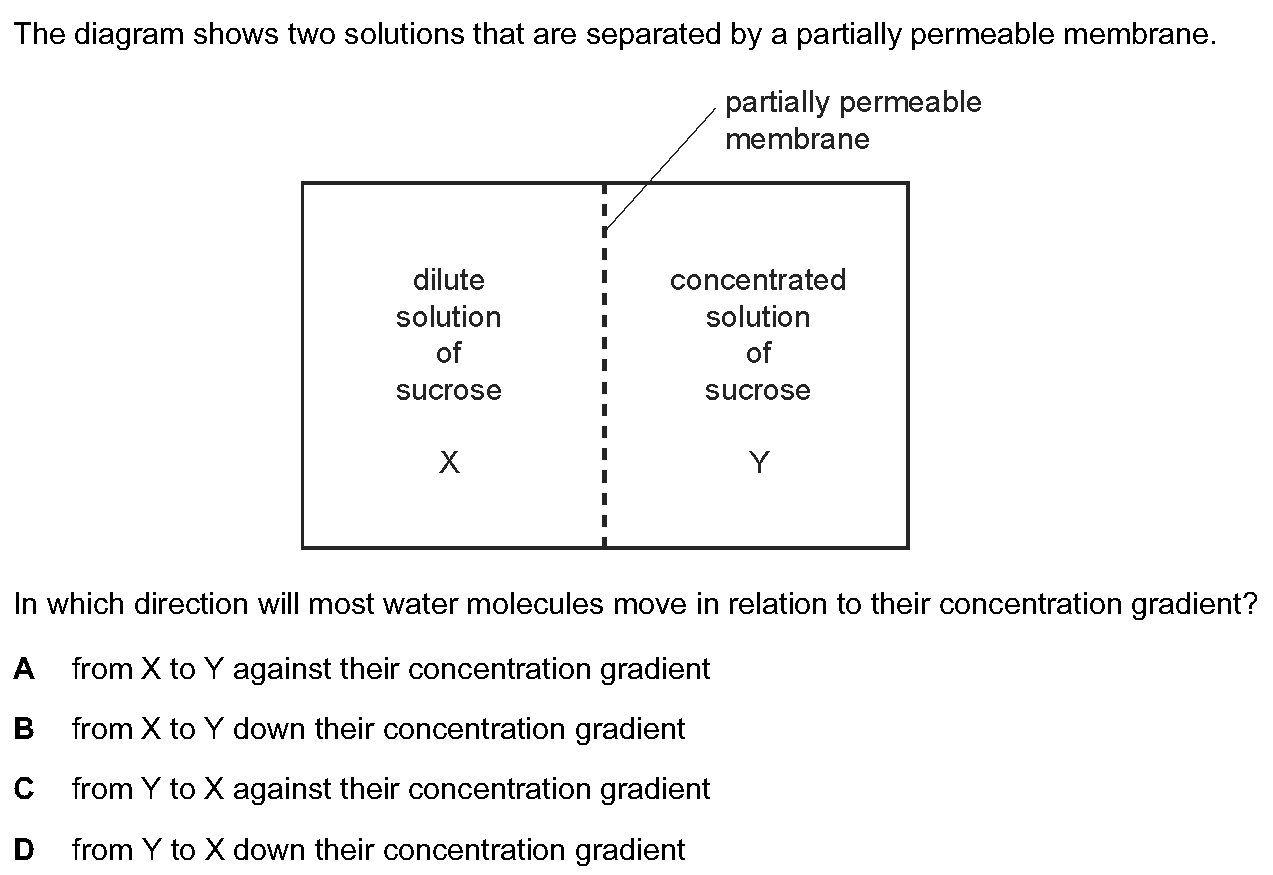 The diagram shows two solutions that are separated by a partially permeable membrane.
partially permeable
membrane
dilute
solution
of
sucrose
X
concentrated
solution
of
sucrose
Y
In which direction will most water molecules move in relation to their concentration gradient?
A from X to Y against their concentration gradient
B from X to Y down their concentration gradient
C from Y to X against their concentration gradient
D from Y to X down their concentration gradient